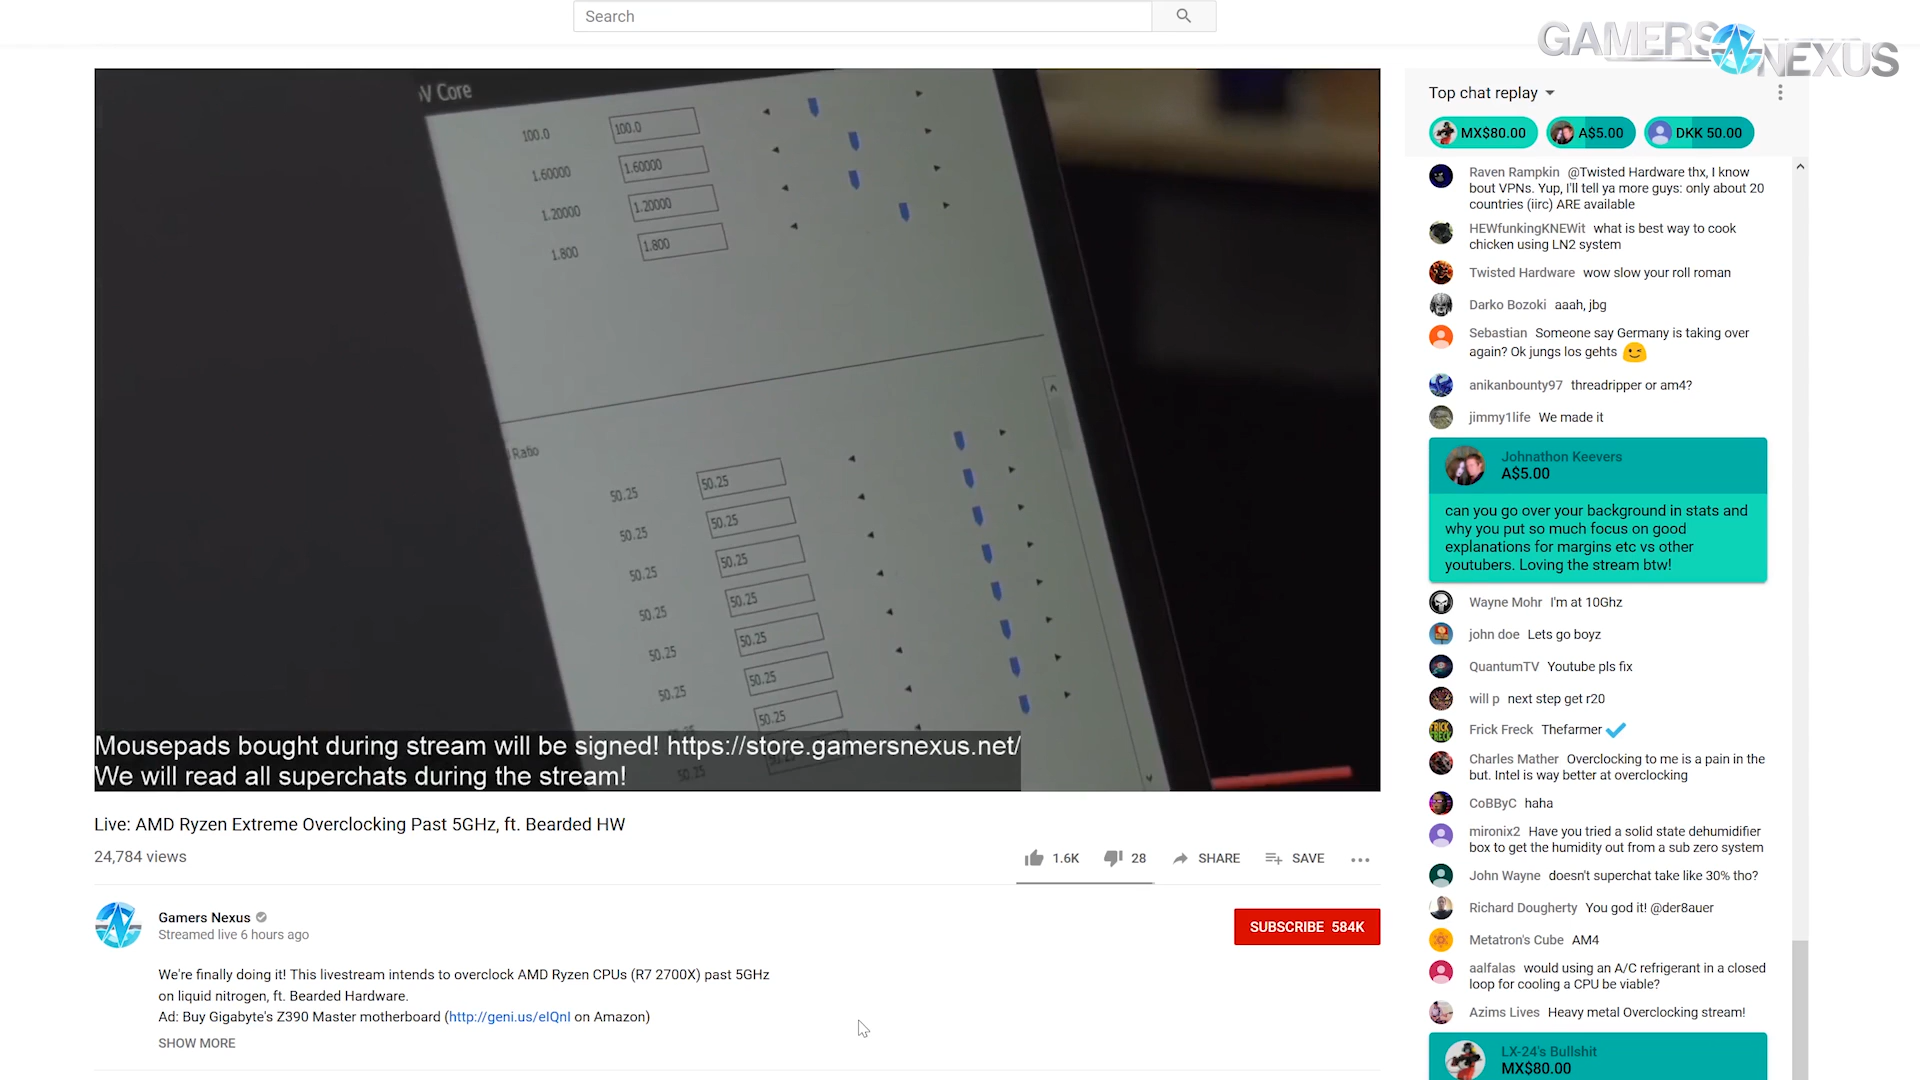 Search
GAMERS NEXUS
V Core
100.0 100.0
1.60000 1.60000
1.20000 1.20000
1.800 1.800
Ratio
50.25 50.25
50.25 50.25
50.25 50.25
50.25 50.25
50.25 50.25
50.25 50.25
50.25
50.25
Mousepads bought during stream will be signed! https://store.gamersnexus.net/
We will read all superchats during the stream!
Live: AMD Ryzen Extreme Overclocking Past 5GHz, ft. Bearded HW
24,784 views
1.6K 28 SHARE SAVE
Gamers Nexus
Streamed live 6 hours ago
SUBSCRIBE 584K
We're finally doing it! This livestream intends to overclock AMD Ryzen CPUs (R7 2700X) past 5GHz
on liquid nitrogen, ft. Bearded Hardware.
Ad: Buy Gigabyte's Z390 Master motherboard (http://geni.us/eIQnI on Amazon)
SHOW MORE
Top chat replay
MX$80.00 A$5.00 DKK 50.00
Raven Rampkin @Twisted Hardware thx, I know
bout VPNs. Yup, I'll tell ya more guys: only about 20
countries (iirc) ARE available
HEWfunkingKNEWit what is best way to cook
chicken using LN2 system
Twisted Hardware wow slow your roll roman
Darko Bozoki aaah, jbg
Sebastian Someone say Germany is taking over
again? Ok jungs los gehts
anikanbounty97 threadripper or am4?
jimmy1life We made it
Johnathon Keevers
A$5.00
can you go over your background in stats and
why you put so much focus on good
explanations for margins etc vs other
youtubers. Loving the stream btw!
Wayne Mohr I'm at 10Ghz
john doe Lets go boyz
QuantumTV Youtube pls fix
will p next step get r20
Frick Freck Thefarmer
Charles Mather Overclocking to me is a pain in the
but. Intel is way better at overclocking
CoBByC haha
mironix2 Have you tried a solid state dehumidifier
box to get the humidity out from a sub zero system
John Wayne doesn't superchat take like 30% tho?
Richard Dougherty You god it! @der8auer
Metatron's Cube AM4
aalfalas would using an A/C refrigerant in a closed
loop for cooling a CPU be viable?
Azims Lives Heavy metal Overclocking stream!
LX-24's Bullshit
MX$80.00